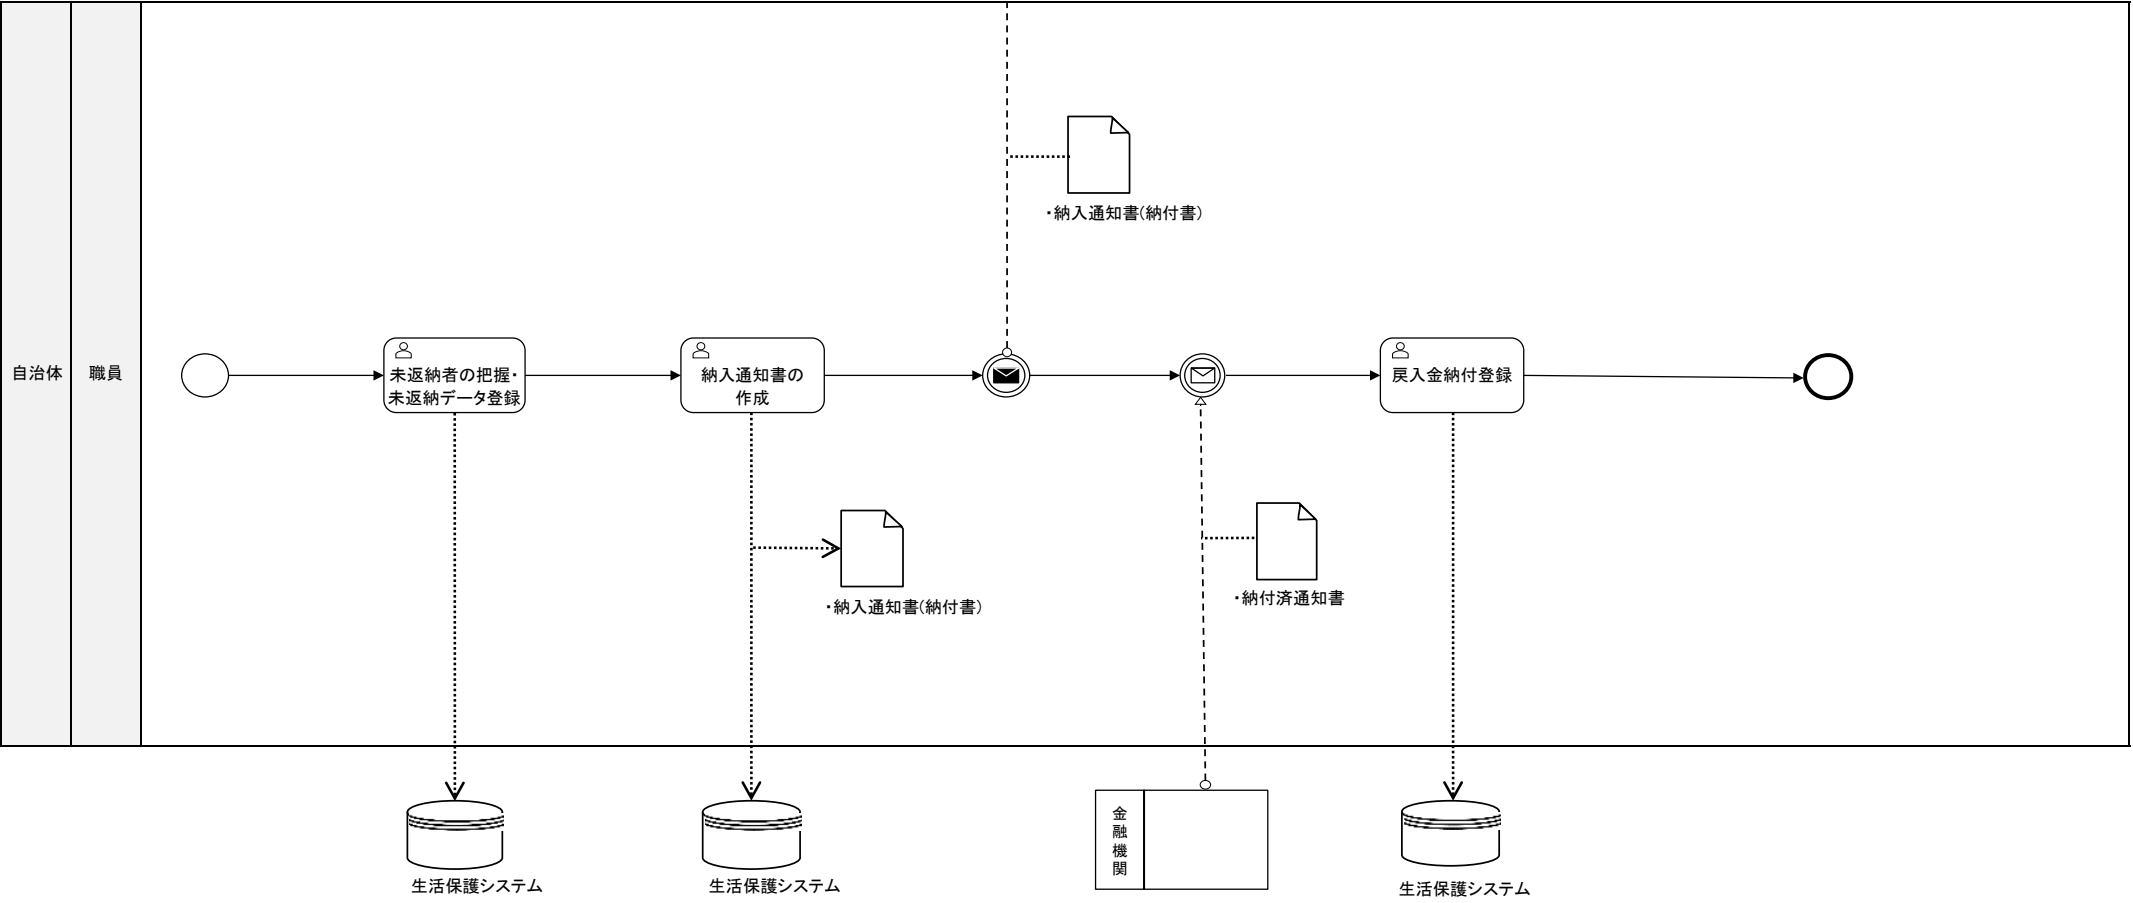 ・納入通知書(納付書)
自治体
職員
未返納者の把握・
未返納データ登録
納入通知書の
作成
戻入金納付登録
・納入通知書(納付書)
・納付済通知書
金融機関
生活保護システム
生活保護システム
生活保護システム